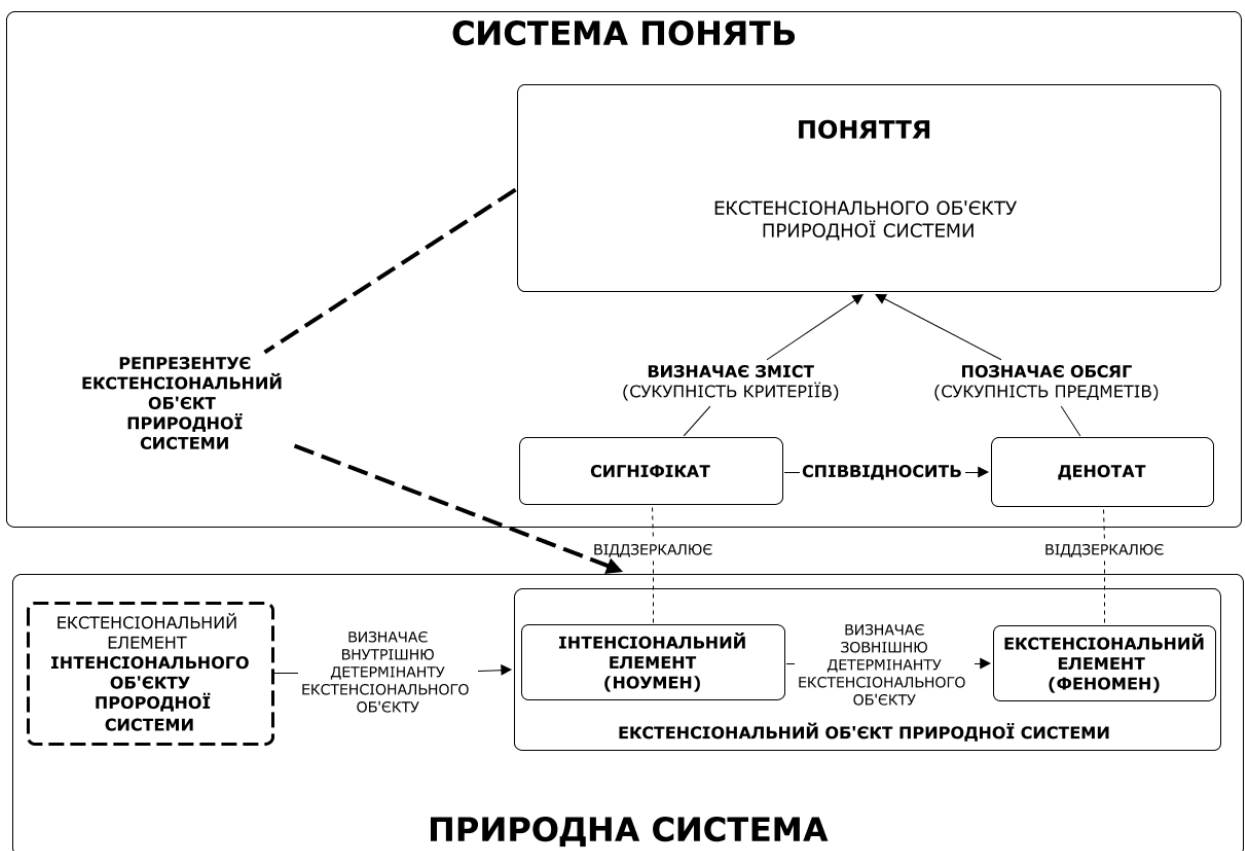 СИСТЕМА ПОНЯТЬ
ПОНЯТТЯ
ЕКСТЕНСІОНАЛЬНОГО ОБ'ЄКТУ
ПРИРОДНОЇ СИСТЕМИ
РЕПРЕЗЕНТУЄ
ЕКСТЕНСІОНАЛЬНИЙ
ОБ'ЄКТ
ПРИРОДНОЇ
СИСТЕМИ
ВИЗНАЧАЄ ЗМІСТ
(СУКУПНІСТЬ КРИТЕРІЇВ)
ПОЗНАЧАЄ ОБСЯГ
(СУКУПНІСТЬ ПРЕДМЕТІВ)
СИГНІФІКАТ
СПІВВІДНОСИТЬ
ДЕНОТАТ
ВІДДЗЕРКАЛЮЄ
ВІДДЗЕРКАЛЮЄ
ЕКСТЕНСІОНАЛЬНИЙ
ЕЛЕМЕНТ
ІНТЕНСІОНАЛЬНОГО
ОБ'ЄКТУ
ПРОРОДНОЇ
СИСТЕМИ
ВИЗНАЧАЄ
ВНУТРІШНЮ
ДЕТЕРМІНАНТУ
ЕКСТЕНСІОНАЛЬНОГО
ОБ'ЄКТУ
ІНТЕНСІОНАЛЬНИЙ
ЕЛЕМЕНТ
(НОУМЕН)
ВИЗНАЧАЄ
ЗОВНІШНЮ
ДЕТЕРМІНАНТУ
ЕКСТЕНСІОНАЛЬНОГО
ОБ'ЄКТУ
ЕКСТЕНСІОНАЛЬНИЙ
ЕЛЕМЕНТ
(ФЕНОМЕН)
ЕКСТЕНСІОНАЛЬНИЙ ОБ'ЄКТ ПРИРОДНОЇ СИСТЕМИ
ПРИРОДНА СИСТЕМА